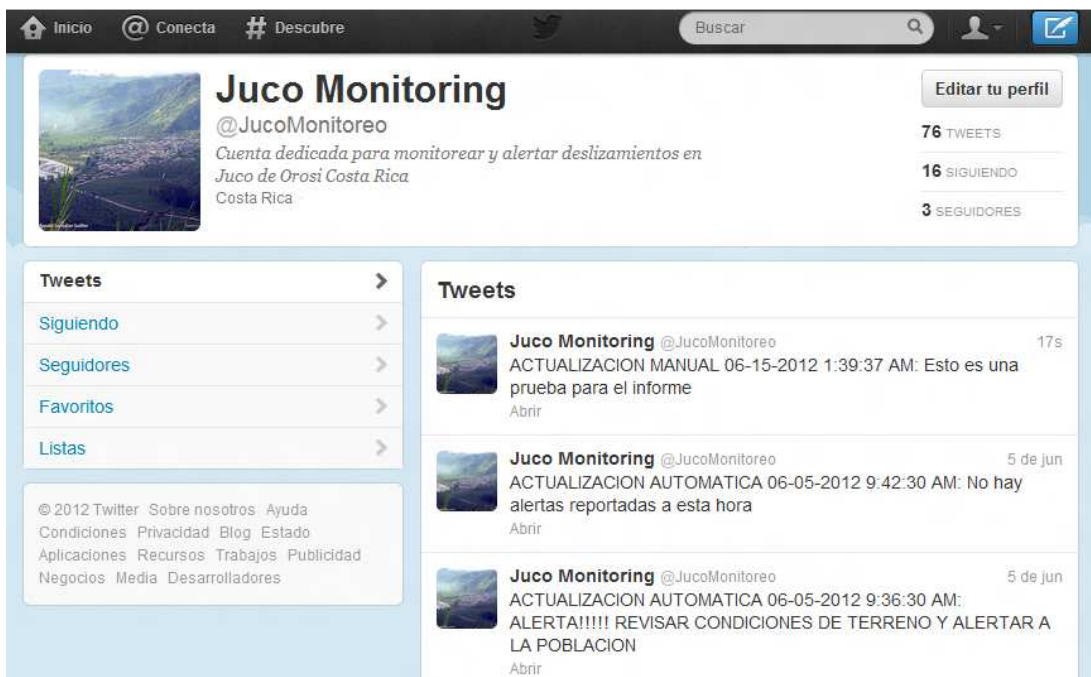 Inicio Conecta Descubre Buscar
Juco Monitoring
@JucoMonitoreo
Cuenta dedicada para monitorear y alertar deslizamientos en
Juco de Orosi Costa Rica
Costa Rica
Editar tu perfil
76 TWEETS
16 SIGUIENDO
3 SEGUIDORES
Tweets
Siguiendo
Seguidores
Favoritos
Listas
© 2012 Twitter Sobre nosotros Ayuda
Condiciones Privacidad Blog Estado
Aplicaciones Recursos Trabajos Publicidad
Negocios Media Desarrolladores
Tweets
Juco Monitoring @JucoMonitoreo 17s
ACTUALIZACION MANUAL 06-15-2012 1:39:37 AM: Esto es una
prueba para el informe
Abrir
Juco Monitoring @JucoMonitoreo 5 de jun
ACTUALIZACION AUTOMATICA 06-05-2012 9:42:30 AM: No hay
alertas reportadas a esta hora
Abrir
Juco Monitoring @JucoMonitoreo 5 de jun
ACTUALIZACION AUTOMATICA 06-05-2012 9:36:30 AM:
ALERTA!!!!! REVISAR CONDICIONES DE TERRENO Y ALERTAR A
LA POBLACION
Abrir